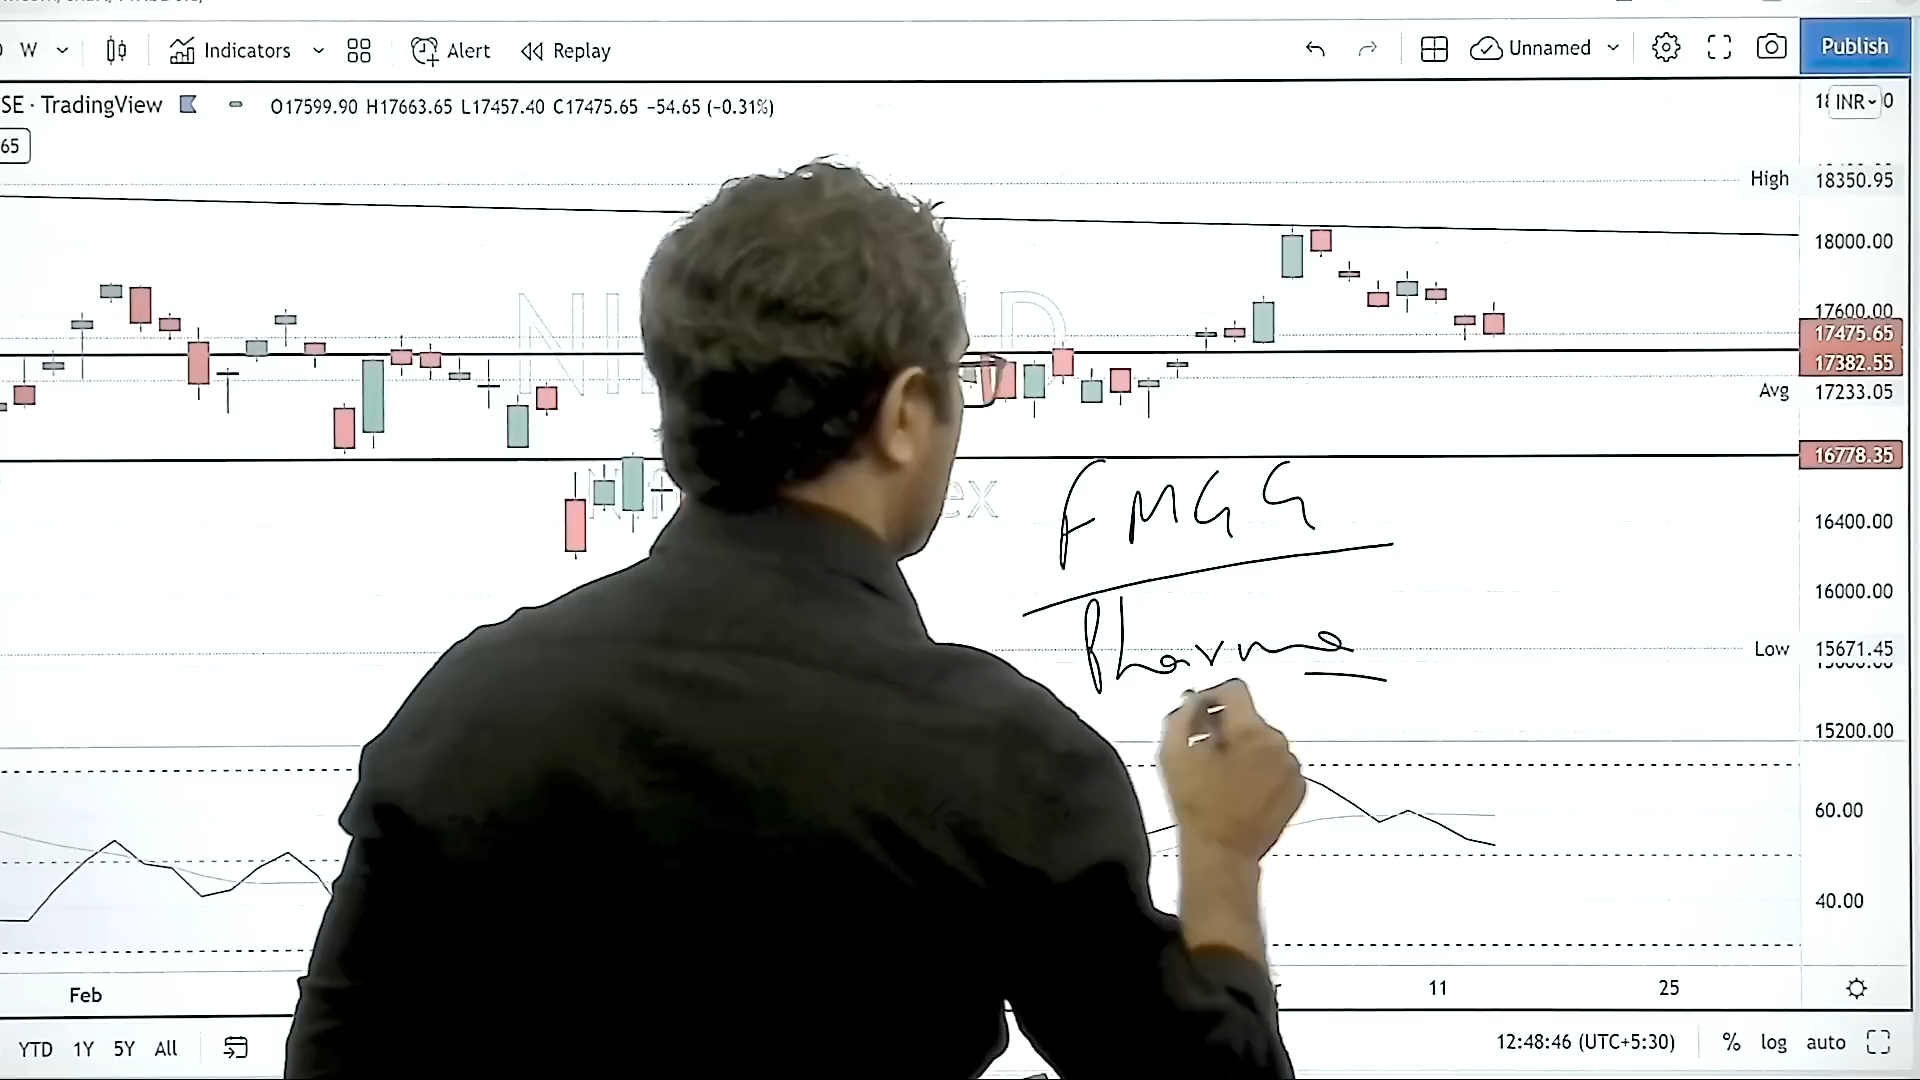 W Indicators Alert Replay Unnamed Publish
SE · TradingView O17599.90 H17663.65 L17457.40 C17475.65 −54.65 (−0.31%)
INR
65
High 18350.95
18000.00
17600.00
17475.65
17382.55
Avg 17233.05
16778.35
FMGG
16400.00
16000.00
Pharma
Low 15671.45
15200.00
60.00
40.00
Feb 11 25
YTD 1Y 5Y All 12:48:46 (UTC+5:30) % log auto